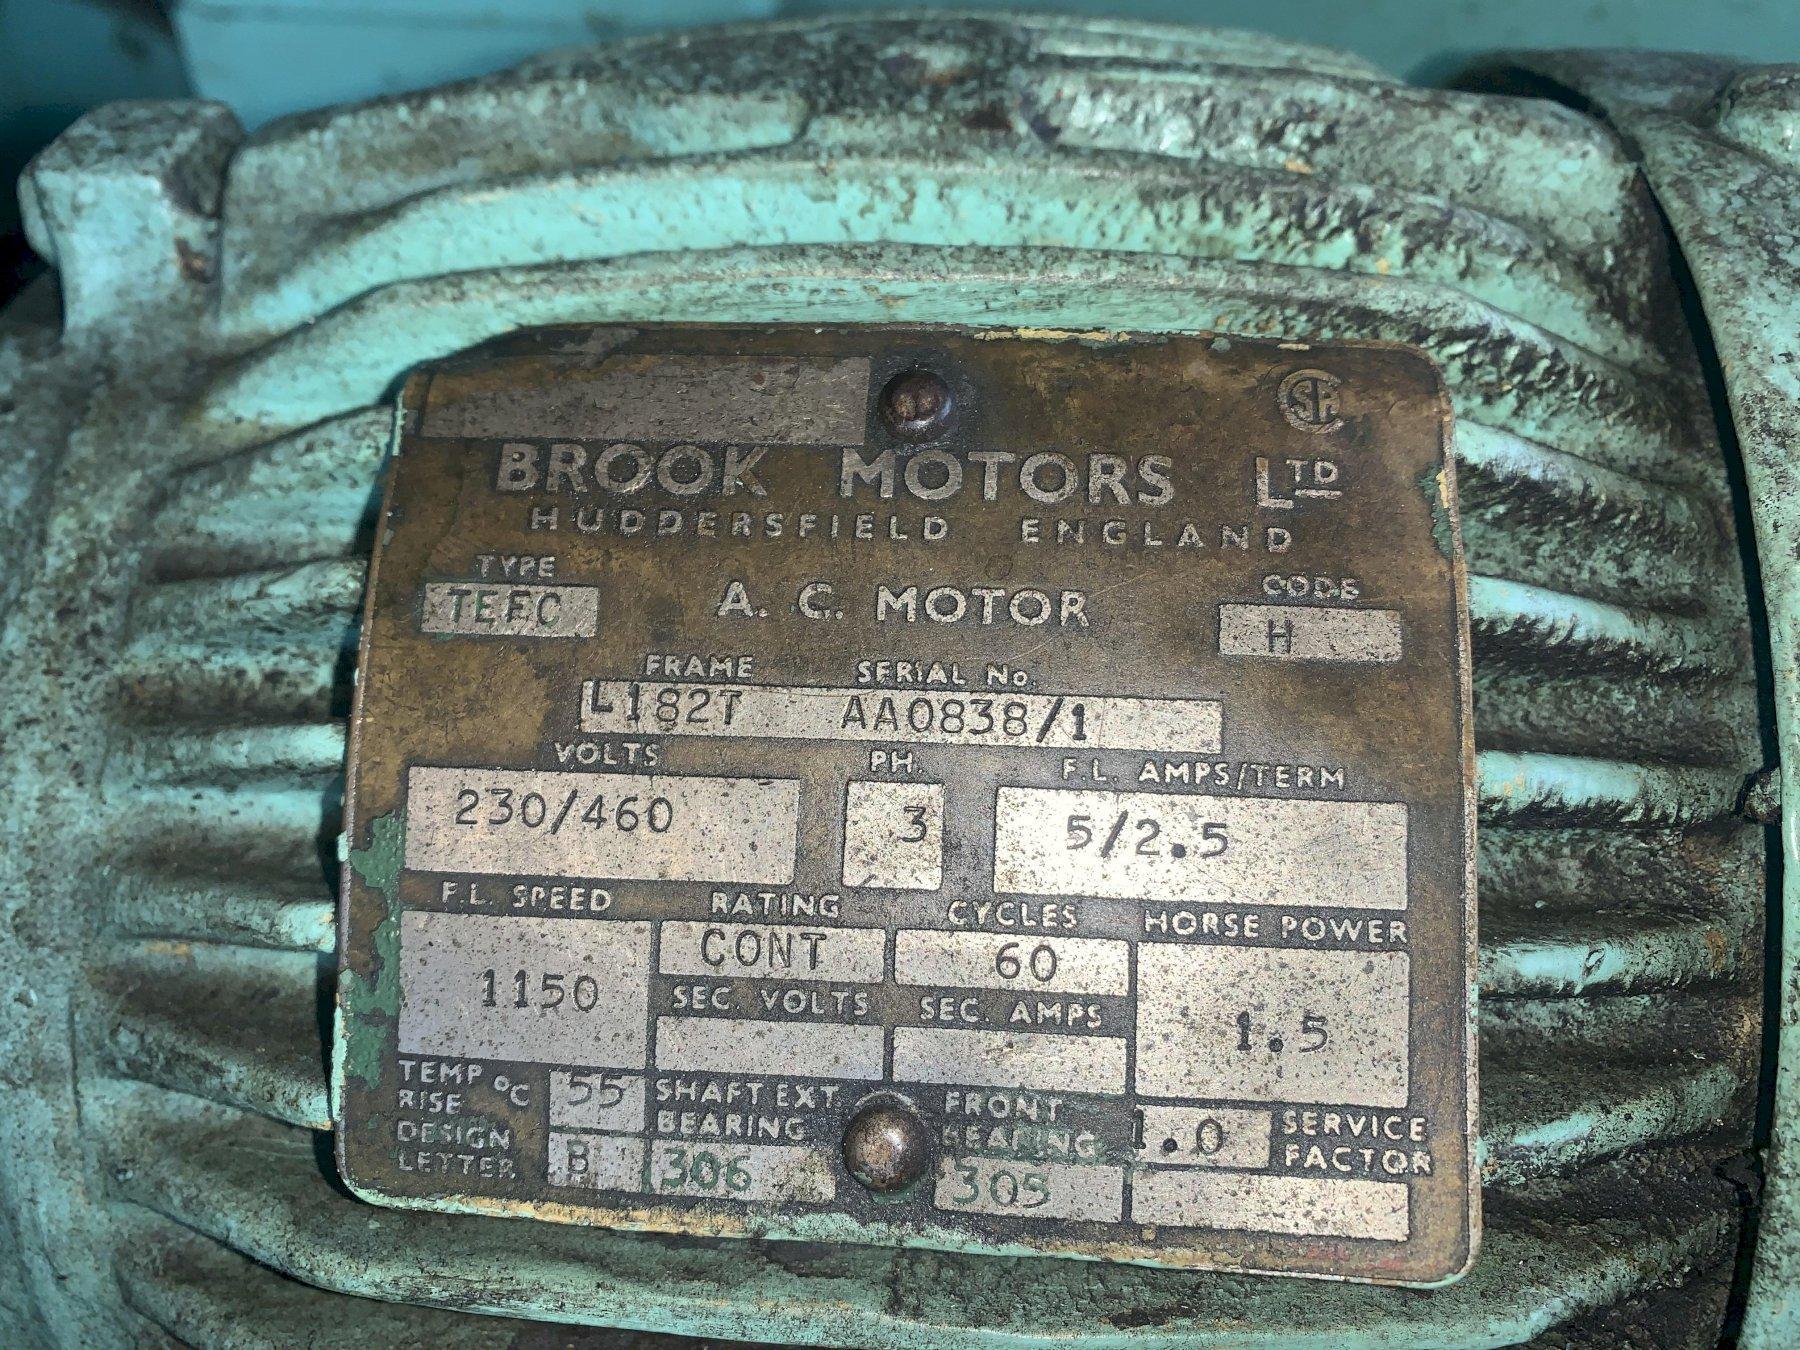 CSA
BROOK MOTORS LTD
HUDDERSFIELD ENGLAND
TYPE
TEFC
A. C. MOTOR
CODE
H
FRAME SERIAL No.
L182T AA0838/1
VOLTS PH. F.L. AMPS/TERM
230/460 3 5/2.5
F.L. SPEED RATING CYCLES HORSE POWER
1150 CONT 60 1.5
SEC. VOLTS SEC. AMPS
TEMP °C RISE 55
DESIGN LETTER B
SHAFT EXT. BEARING 306
FRONT BEARING 305
1.0 SERVICE FACTOR